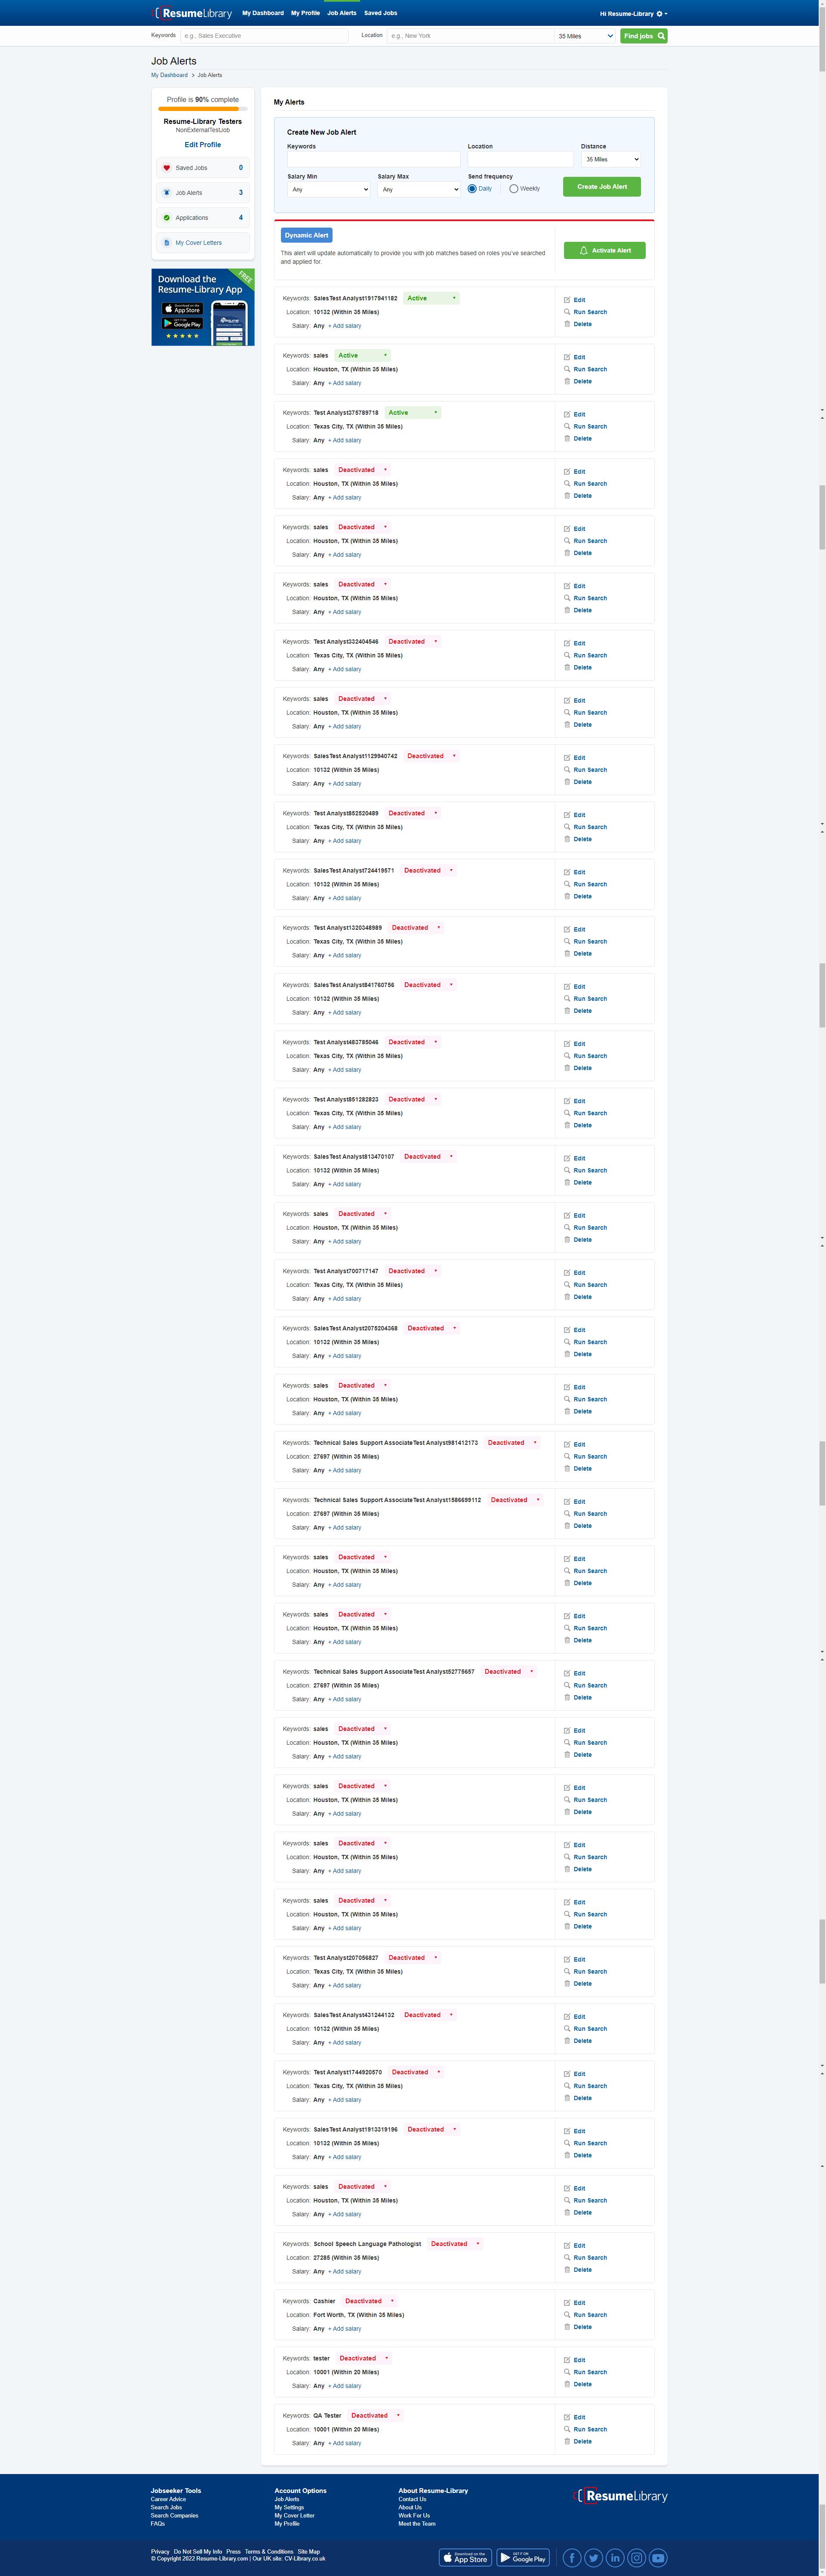 ResumeLibrary My Dashboard My Profile Job Alerts Saved Jobs Hi Resume-Library
Keywords e.g., Sales Executive Location e.g., New York 35 Miles Find jobs
Job Alerts
My Dashboard > Job Alerts
Profile is 90% complete
Resume-Library Testers
NonExternalTestJob
Edit Profile
Saved Jobs 0
Job Alerts 3
Applications 4
My Cover Letters
Download the
Resume-Library App
FREE
Download on the
App Store
GET IT ON
Google Play
My Alerts
Create New Job Alert
Keywords Location Distance
35 Miles
Salary Min Salary Max Send frequency
Any Any Daily Weekly Create Job Alert
Dynamic Alert
This alert will update automatically to provide you with job matches based on roles you've searched
and applied for.
Activate Alert
Keywords: SalesTest Analyst1917941182 Active Edit
Location: 10132 (Within 35 Miles) Run Search
Salary: Any + Add salary Delete
Keywords: sales Active Edit
Location: Houston, TX (Within 35 Miles) Run Search
Salary: Any + Add salary Delete
Keywords: Test Analyst375789718 Active Edit
Location: Texas City, TX (Within 35 Miles) Run Search
Salary: Any + Add salary Delete
Keywords: sales Deactivated Edit
Location: Houston, TX (Within 35 Miles) Run Search
Salary: Any + Add salary Delete
Keywords: sales Deactivated Edit
Location: Houston, TX (Within 35 Miles) Run Search
Salary: Any + Add salary Delete
Keywords: sales Deactivated Edit
Location: Houston, TX (Within 35 Miles) Run Search
Salary: Any + Add salary Delete
Keywords: Test Analyst332404546 Deactivated Edit
Location: Texas City, TX (Within 35 Miles) Run Search
Salary: Any + Add salary Delete
Keywords: sales Deactivated Edit
Location: Houston, TX (Within 35 Miles) Run Search
Salary: Any + Add salary Delete
Keywords: SalesTest Analyst1129940742 Deactivated Edit
Location: 10132 (Within 35 Miles) Run Search
Salary: Any + Add salary Delete
Keywords: Test Analyst852520489 Deactivated Edit
Location: Texas City, TX (Within 35 Miles) Run Search
Salary: Any + Add salary Delete
Keywords: SalesTest Analyst724419571 Deactivated Edit
Location: 10132 (Within 35 Miles) Run Search
Salary: Any + Add salary Delete
Keywords: Test Analyst1320348989 Deactivated Edit
Location: Texas City, TX (Within 35 Miles) Run Search
Salary: Any + Add salary Delete
Keywords: SalesTest Analyst841760756 Deactivated Edit
Location: 10132 (Within 35 Miles) Run Search
Salary: Any + Add salary Delete
Keywords: Test Analyst483785046 Deactivated Edit
Location: Texas City, TX (Within 35 Miles) Run Search
Salary: Any + Add salary Delete
Keywords: Test Analyst851282823 Deactivated Edit
Location: Texas City, TX (Within 35 Miles) Run Search
Salary: Any + Add salary Delete
Keywords: SalesTest Analyst813470107 Deactivated Edit
Location: 10132 (Within 35 Miles) Run Search
Salary: Any + Add salary Delete
Keywords: sales Deactivated Edit
Location: Houston, TX (Within 35 Miles) Run Search
Salary: Any + Add salary Delete
Keywords: Test Analyst700717147 Deactivated Edit
Location: Texas City, TX (Within 35 Miles) Run Search
Salary: Any + Add salary Delete
Keywords: SalesTest Analyst2075204368 Deactivated Edit
Location: 10132 (Within 35 Miles) Run Search
Salary: Any + Add salary Delete
Keywords: sales Deactivated Edit
Location: Houston, TX (Within 35 Miles) Run Search
Salary: Any + Add salary Delete
Keywords: Technical Sales Support AssociateTest Analyst981412173 Deactivated Edit
Location: 27697 (Within 35 Miles) Run Search
Salary: Any + Add salary Delete
Keywords: Technical Sales Support AssociateTest Analyst1586699112 Deactivated Edit
Location: 27697 (Within 35 Miles) Run Search
Salary: Any + Add salary Delete
Keywords: sales Deactivated Edit
Location: Houston, TX (Within 35 Miles) Run Search
Salary: Any + Add salary Delete
Keywords: sales Deactivated Edit
Location: Houston, TX (Within 35 Miles) Run Search
Salary: Any + Add salary Delete
Keywords: Technical Sales Support AssociateTest Analyst52775657 Deactivated Edit
Location: 27697 (Within 35 Miles) Run Search
Salary: Any + Add salary Delete
Keywords: sales Deactivated Edit
Location: Houston, TX (Within 35 Miles) Run Search
Salary: Any + Add salary Delete
Keywords: sales Deactivated Edit
Location: Houston, TX (Within 35 Miles) Run Search
Salary: Any + Add salary Delete
Keywords: sales Deactivated Edit
Location: Houston, TX (Within 35 Miles) Run Search
Salary: Any + Add salary Delete
Keywords: sales Deactivated Edit
Location: Houston, TX (Within 35 Miles) Run Search
Salary: Any + Add salary Delete
Keywords: Test Analyst207056827 Deactivated Edit
Location: Texas City, TX (Within 35 Miles) Run Search
Salary: Any + Add salary Delete
Keywords: SalesTest Analyst431244132 Deactivated Edit
Location: 10132 (Within 35 Miles) Run Search
Salary: Any + Add salary Delete
Keywords: Test Analyst1744920570 Deactivated Edit
Location: Texas City, TX (Within 35 Miles) Run Search
Salary: Any + Add salary Delete
Keywords: SalesTest Analyst1913319196 Deactivated Edit
Location: 10132 (Within 35 Miles) Run Search
Salary: Any + Add salary Delete
Keywords: sales Deactivated Edit
Location: Houston, TX (Within 35 Miles) Run Search
Salary: Any + Add salary Delete
Keywords: School Speech Language Pathologist Deactivated Edit
Location: 27285 (Within 35 Miles) Run Search
Salary: Any + Add salary Delete
Keywords: Cashier Deactivated Edit
Location: Fort Worth, TX (Within 35 Miles) Run Search
Salary: Any + Add salary Delete
Keywords: tester Deactivated Edit
Location: 10001 (Within 20 Miles) Run Search
Salary: Any + Add salary Delete
Keywords: QA Tester Deactivated Edit
Location: 10001 (Within 20 Miles) Run Search
Salary: Any + Add salary Delete
Jobseeker Tools Account Options About Resume-Library ResumeLibrary
Career Advice Job Alerts Contact Us
Search Jobs My Settings About Us
Search Companies My Cover Letter Work For Us
FAQs My Profile Meet the Team
Privacy Do Not Sell My Info Press Terms & Conditions Site Map
© Copyright 2022 Resume-Library.com | Our UK site: CV-Library.co.uk
Download on the
App Store
GET IT ON
Google Play